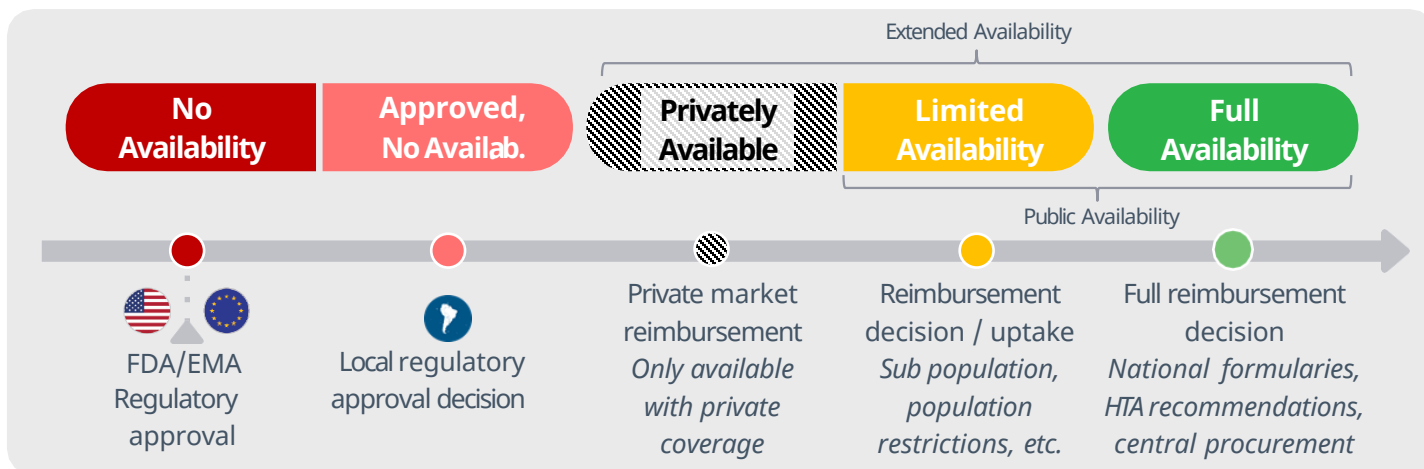 Extended Availability
No
Availability
Approved,
No Availab.
Privately
Available
Limited
Availability
Full
Availability
Public Availability
FDA/EMA
Regulatory
approval
Local regulatory
approval decision
Private market
reimbursement
Only available
with private
coverage
Reimbursement
decision / uptake
Sub population,
population
restrictions, etc.
Full reimbursement
decision
National formularies,
HTA recommendations,
central procurement